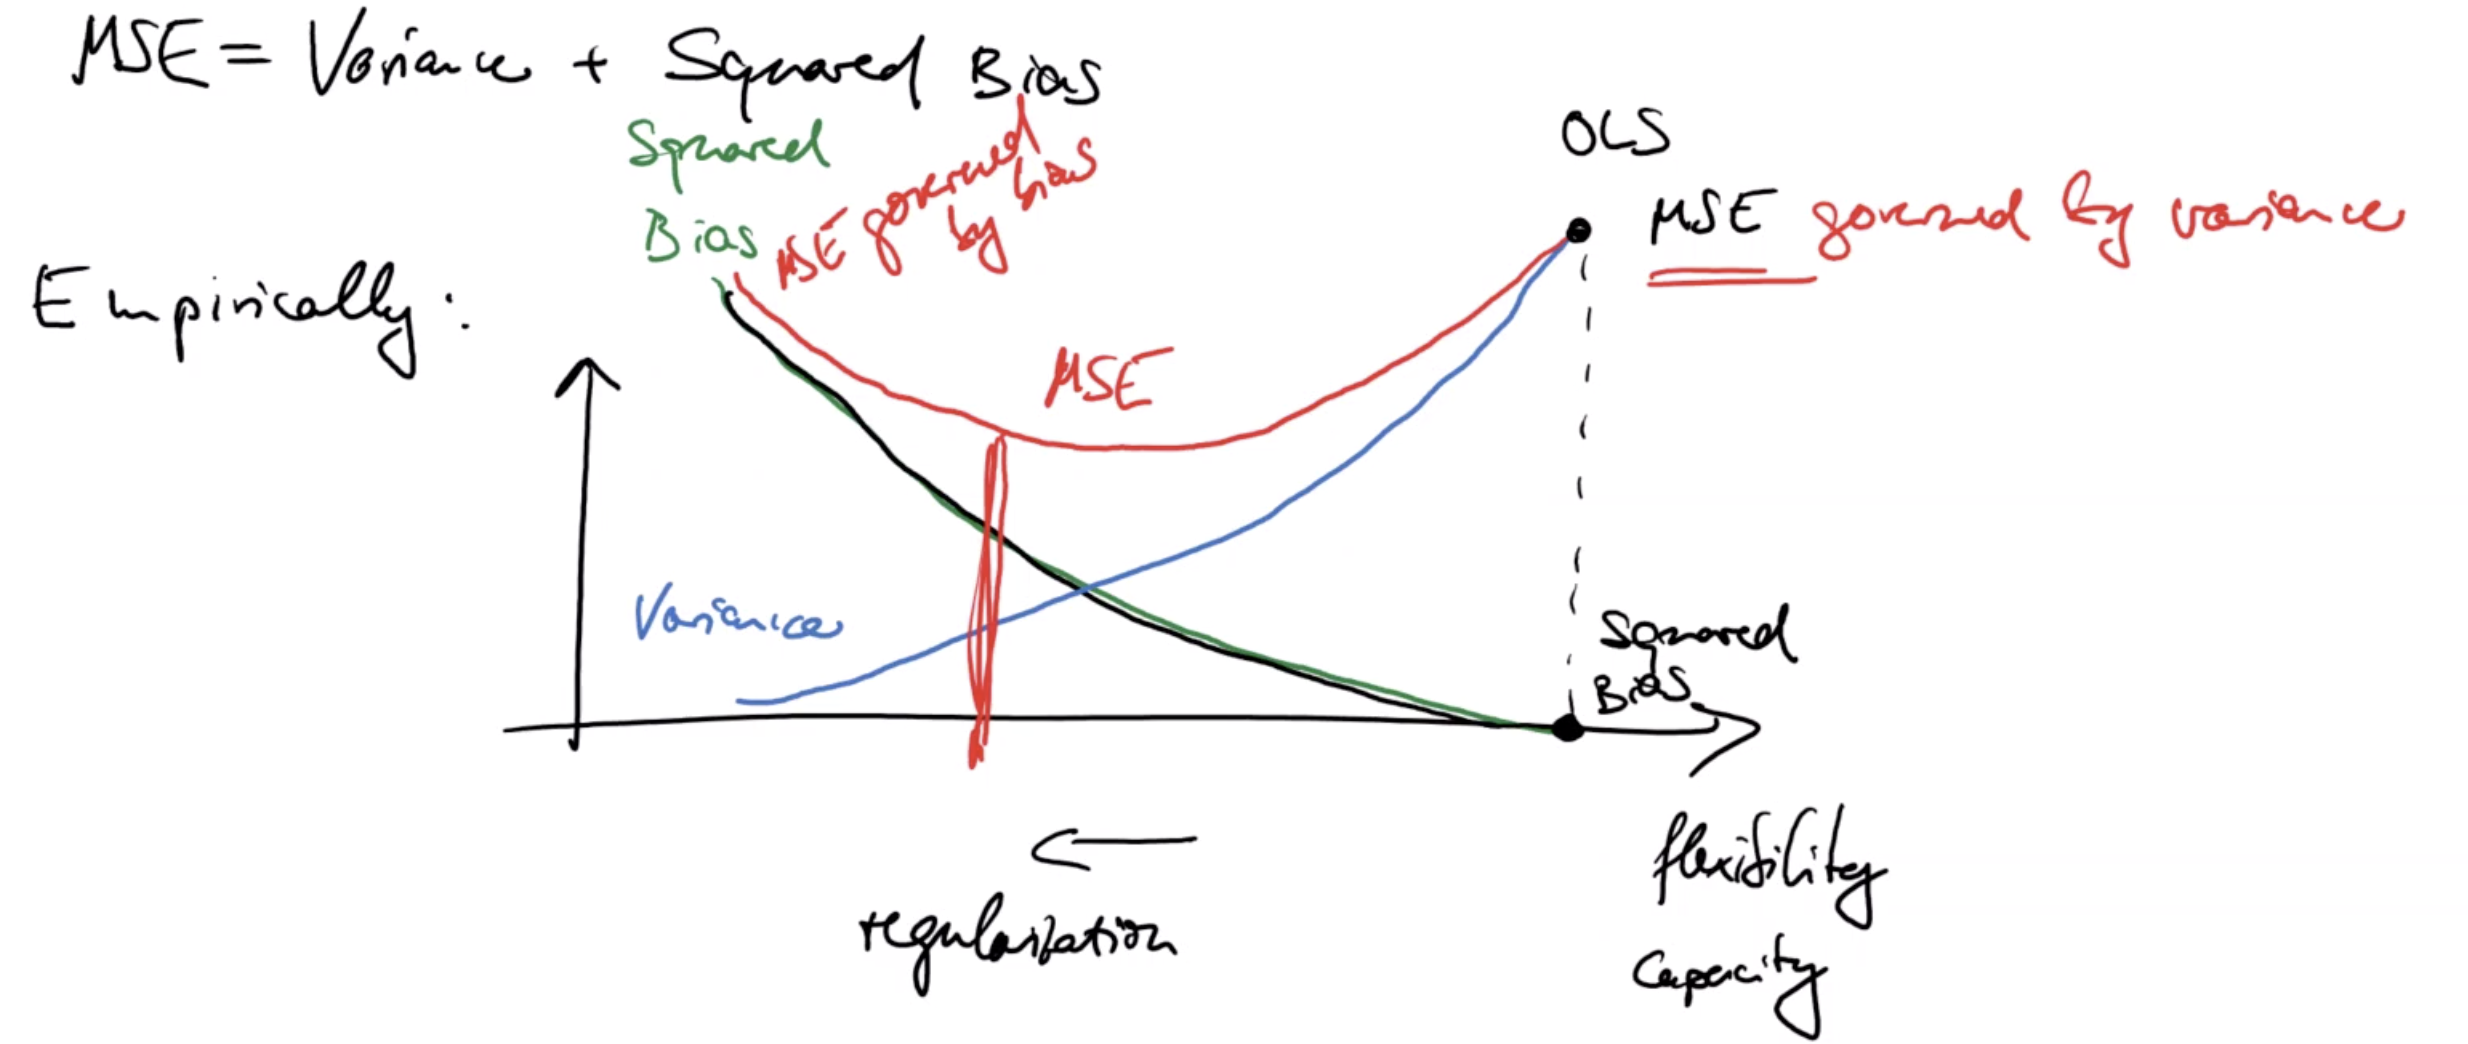 MSE = Variance + Squared Bias
Squared
Bias
MSE governed
by bias
OLS
MSE governed by variance
Empirically:
MSE
Variance
Squared
Bias
regularization
flexibility
capacity